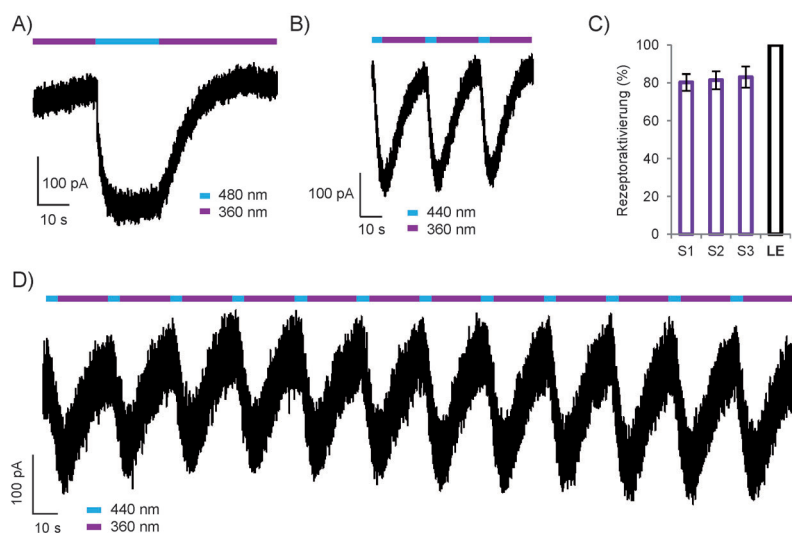 A)
100 pA
10 s
480 nm
360 nm
B)
100 pA
10 s
440 nm
360 nm
C)
Rezeptoraktivierung (%)
100
80
60
40
20
0
S1 S2 S3 LE
D)
100 pA
10 s
440 nm
360 nm